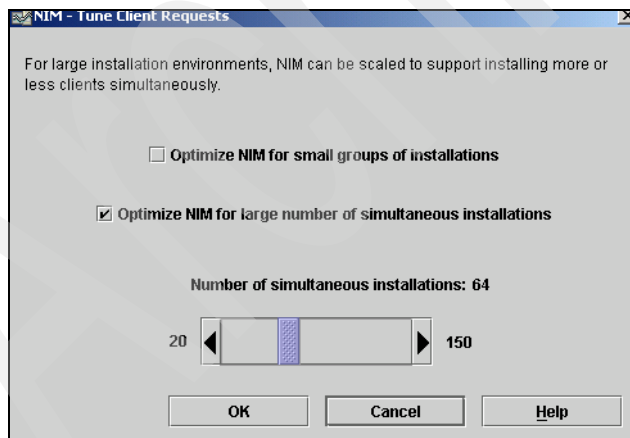 NIM - Tune Client Requests
For large installation environments, NIM can be scaled to support installing more or
less clients simultaneously.
Optimize NIM for small groups of installations
Optimize NIM for large number of simultaneous installations
Number of simultaneous installations: 64
20 150
OK Cancel Help